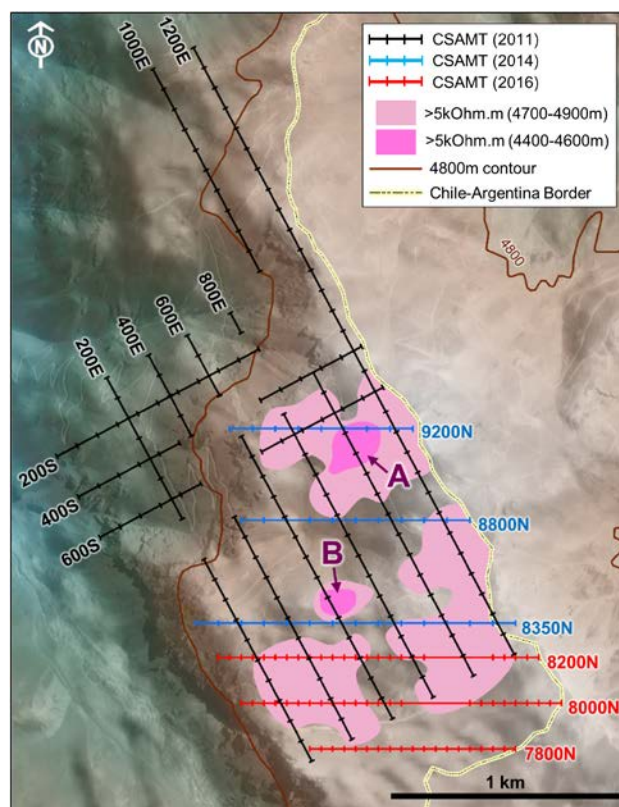 N
CSAMT (2011)
CSAMT (2014)
CSAMT (2016)
>5kOhm.m (4700-4900m)
>5kOhm.m (4400-4600m)
4800m contour
Chile-Argentina Border
1000E
1200E
4800
800E
600E
400E
200E
200S
400S
600S
9200N
A
8800N
B
8350N
8200N
8000N
7800N
1 km